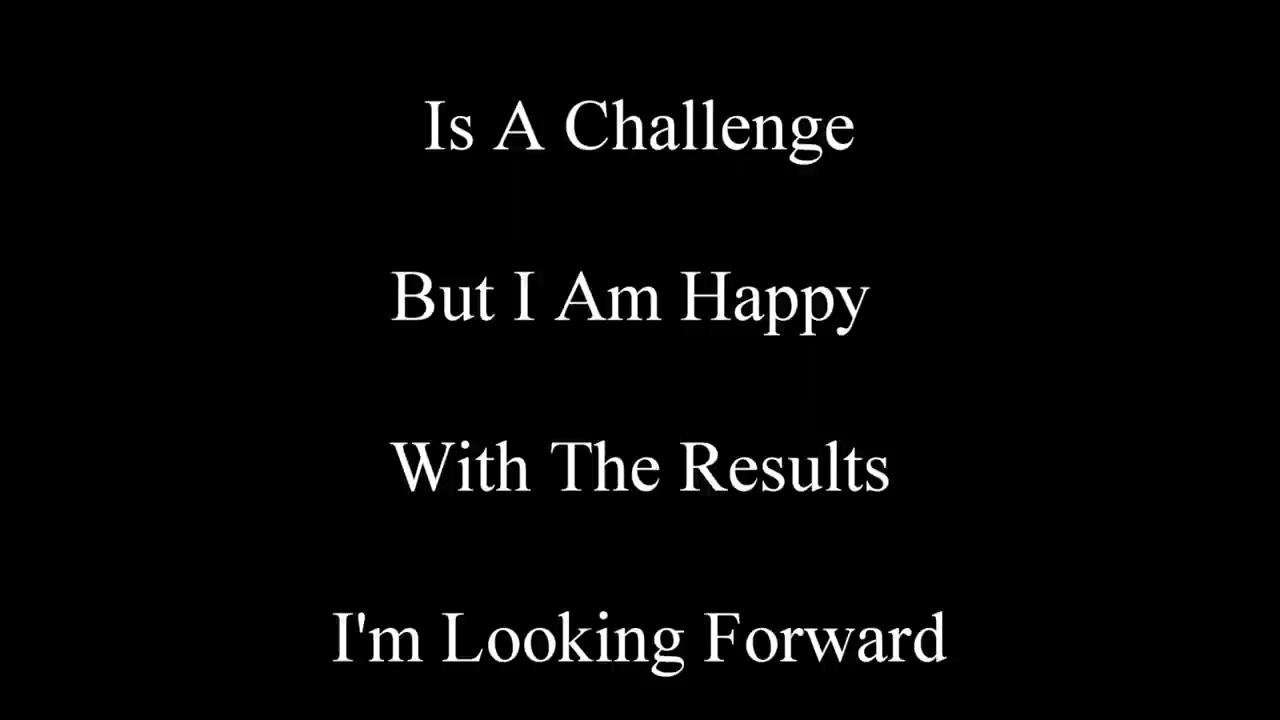 Is A Challenge
But I Am Happy
With The Results
I'm Looking Forward